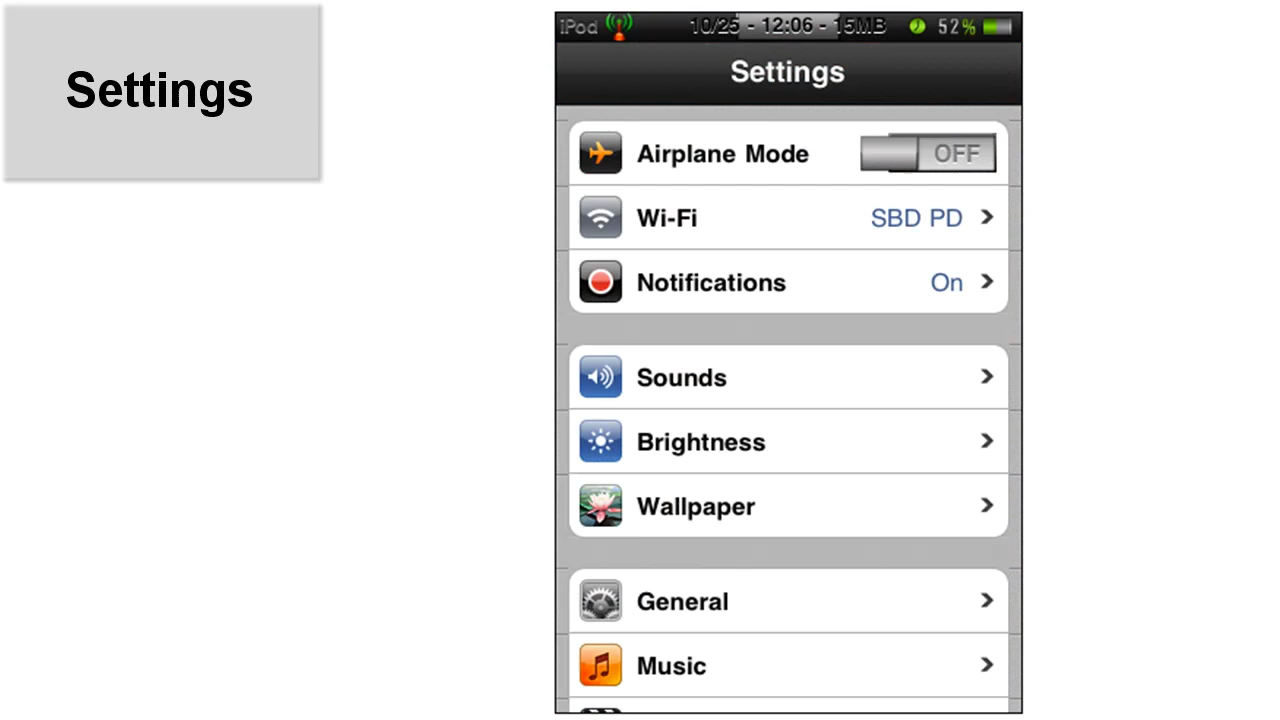 Settings
iPod 10/25 - 12:06 - 15MB 52%
Settings
Airplane Mode OFF
Wi-Fi SBD PD
Notifications On
Sounds
Brightness
Wallpaper
General
Music